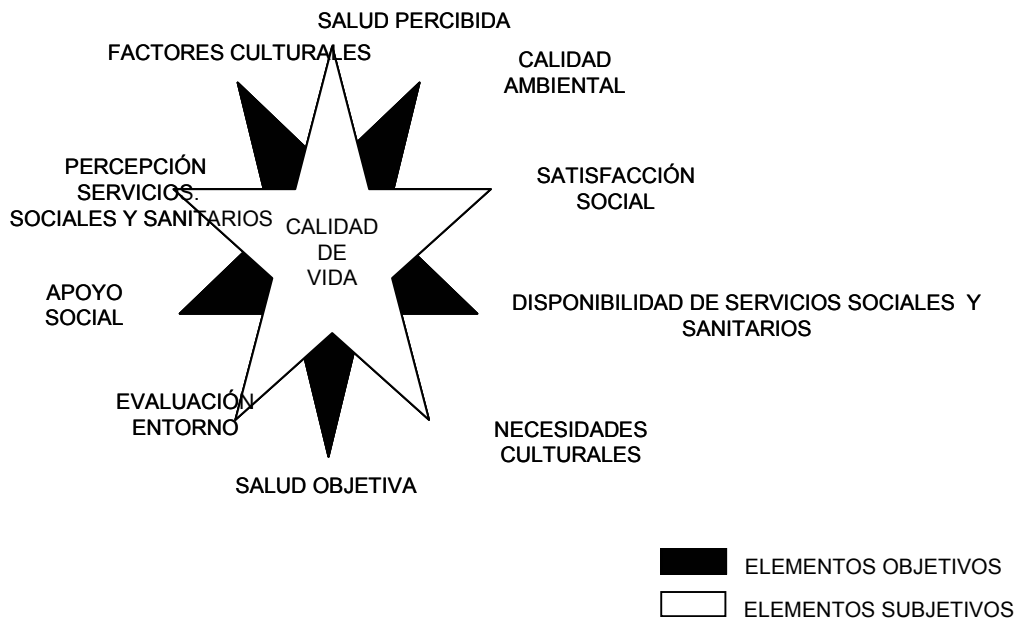 SALUD PERCIBIDA
FACTORES CULTURALES
CALIDAD
AMBIENTAL
PERCEPCIÓN
SERVICIOS.
SOCIALES Y SANITARIOS
SATISFACCIÓN
SOCIAL
CALIDAD
DE
VIDA
APOYO
SOCIAL
DISPONIBILIDAD DE SERVICIOS SOCIALES Y
SANITARIOS
EVALUACIÓN
ENTORNO
NECESIDADES
CULTURALES
SALUD OBJETIVA
ELEMENTOS OBJETIVOS
ELEMENTOS SUBJETIVOS